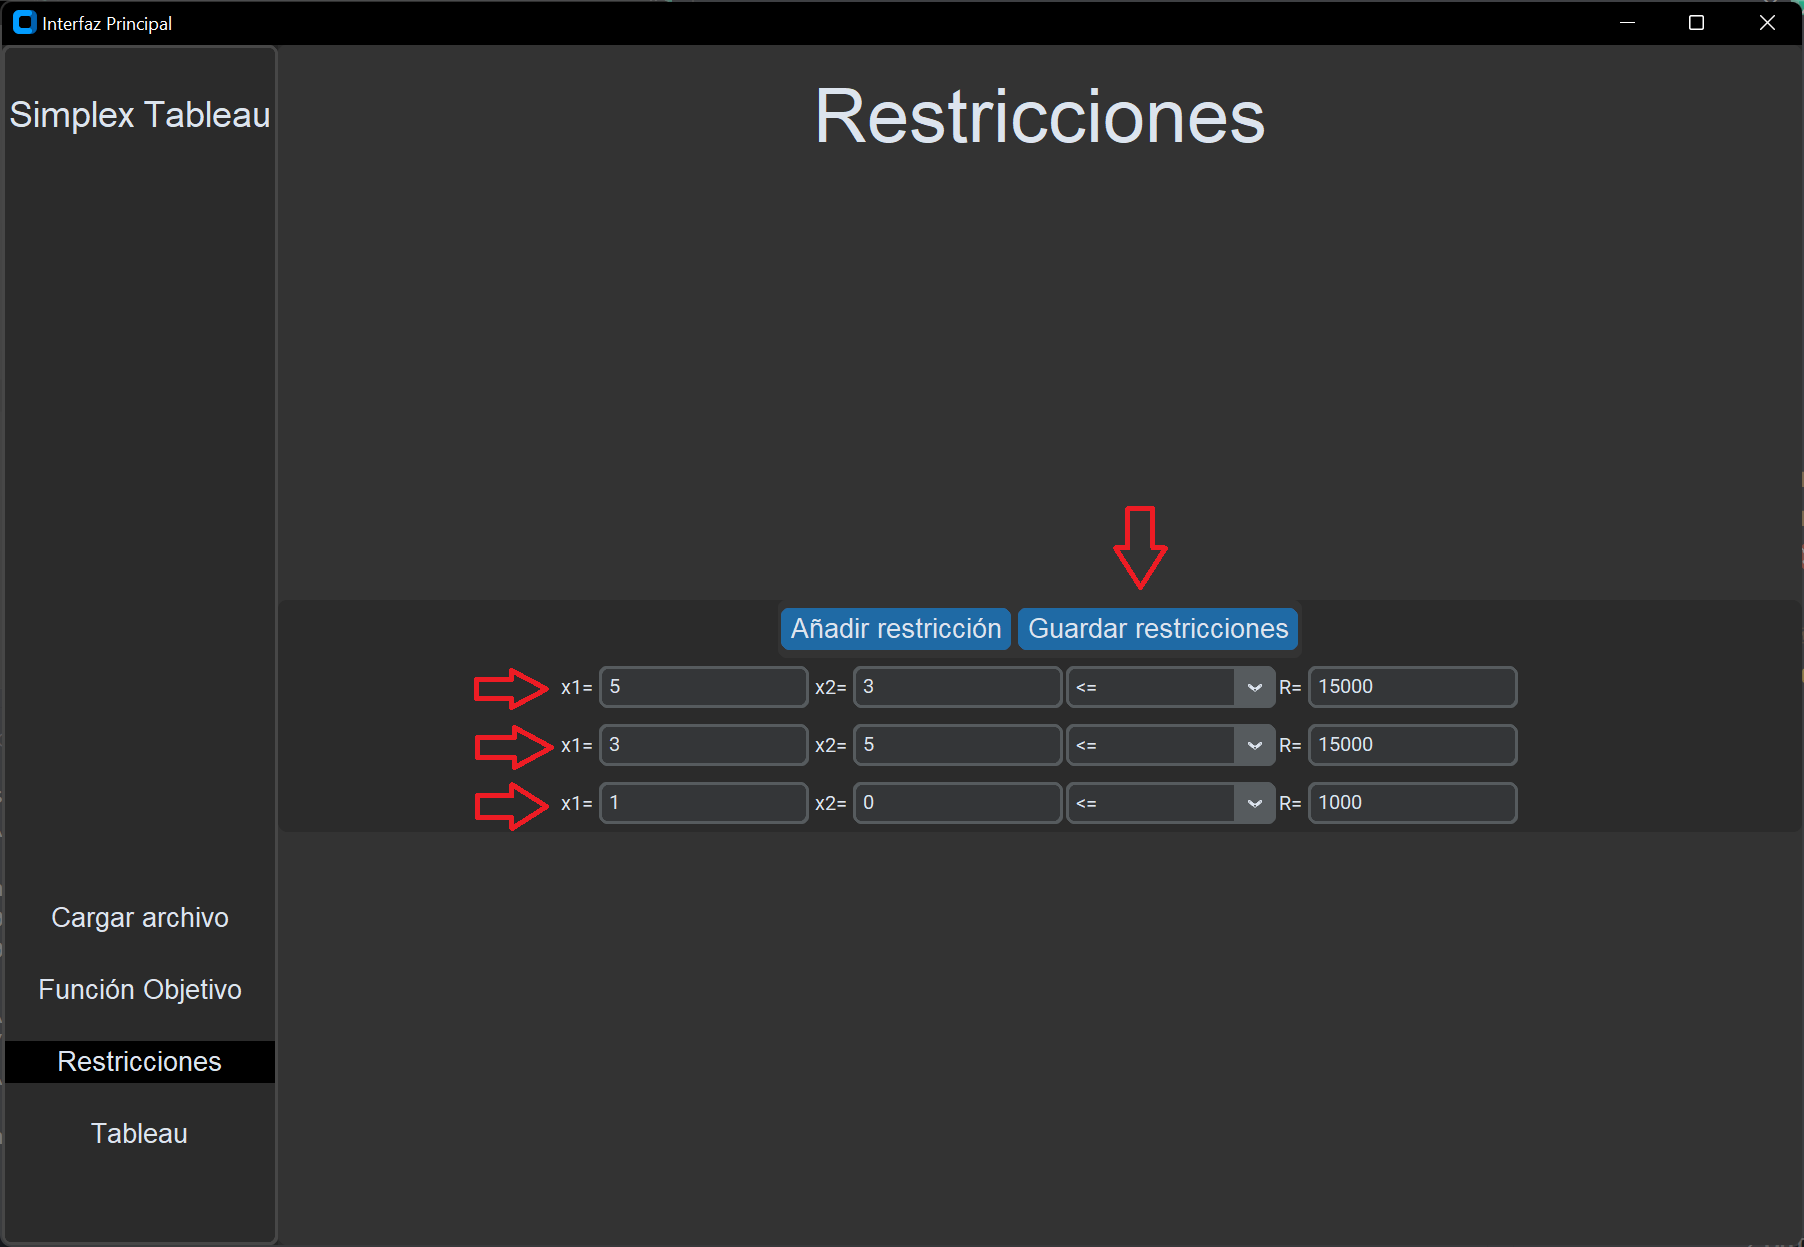 Interfaz Principal
Simplex Tableau
Restricciones
Añadir restricción Guardar restricciones
x1= 5 x2= 3 <= R= 15000
x1= 3 x2= 5 <= R= 15000
x1= 1 x2= 0 <= R= 1000
Cargar archivo
Función Objetivo
Restricciones
Tableau